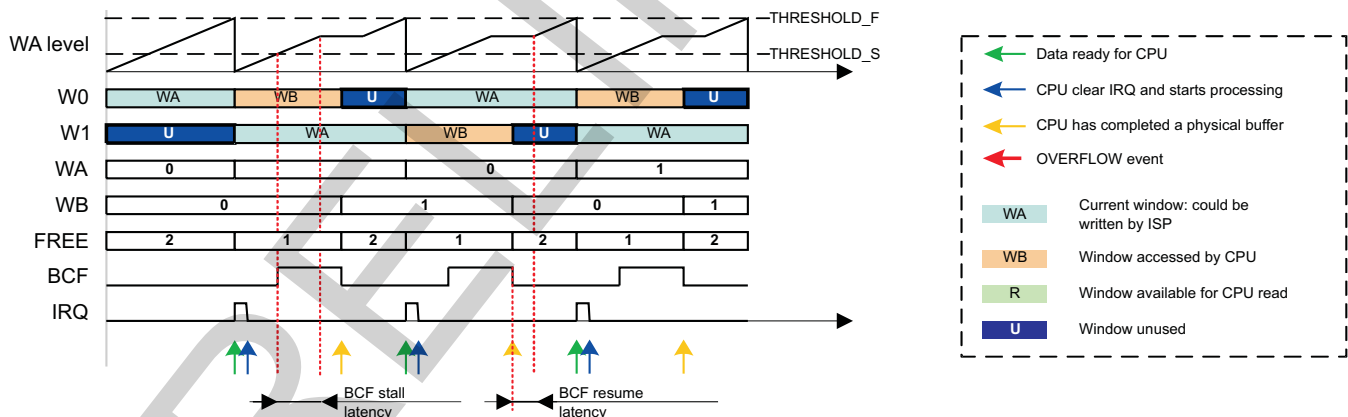 THRESHOLD_F
WA level
THRESHOLD_S
W0 WA WB U WA WB U
W1 U WA WB U WA
WA 0 1 0 1
WB 0 1 0 1
FREE 2 1 2 1 2 1 2
BCF
IRQ
BCF stall
latency
BCF resume
latency
Data ready for CPU
CPU clear IRQ and starts processing
CPU has completed a physical buffer
OVERFLOW event
WA Current window: could be
written by ISP
WB Window accessed by CPU
R Window available for CPU read
U Window unused